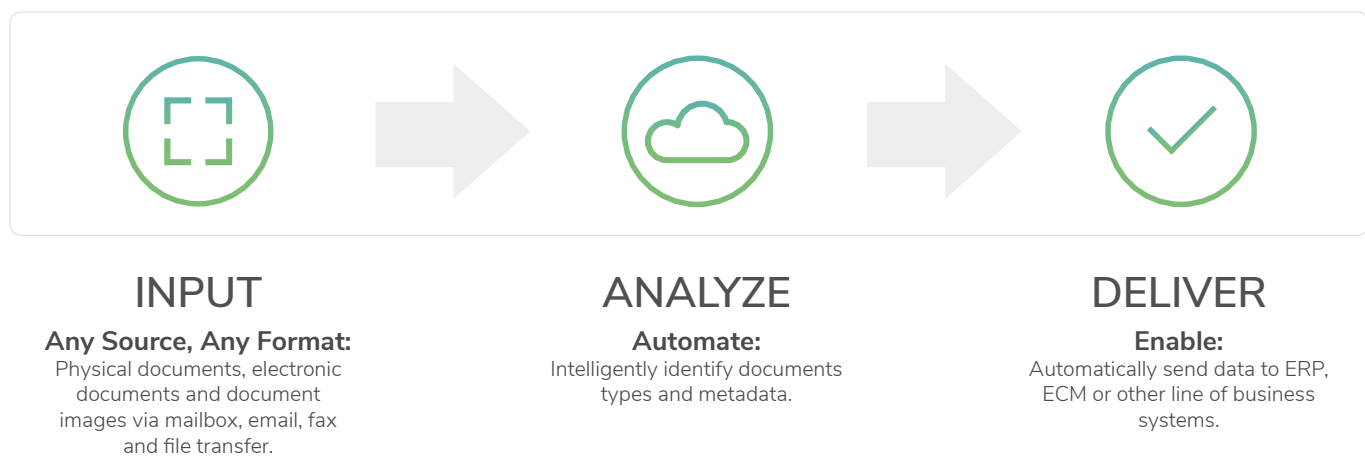 INPUT
Any Source, Any Format:
Physical documents, electronic
documents and document
images via mailbox, email, fax
and file transfer.
ANALYZE
Automate:
Intelligently identify documents
types and metadata.
DELIVER
Enable:
Automatically send data to ERP,
ECM or other line of business
systems.